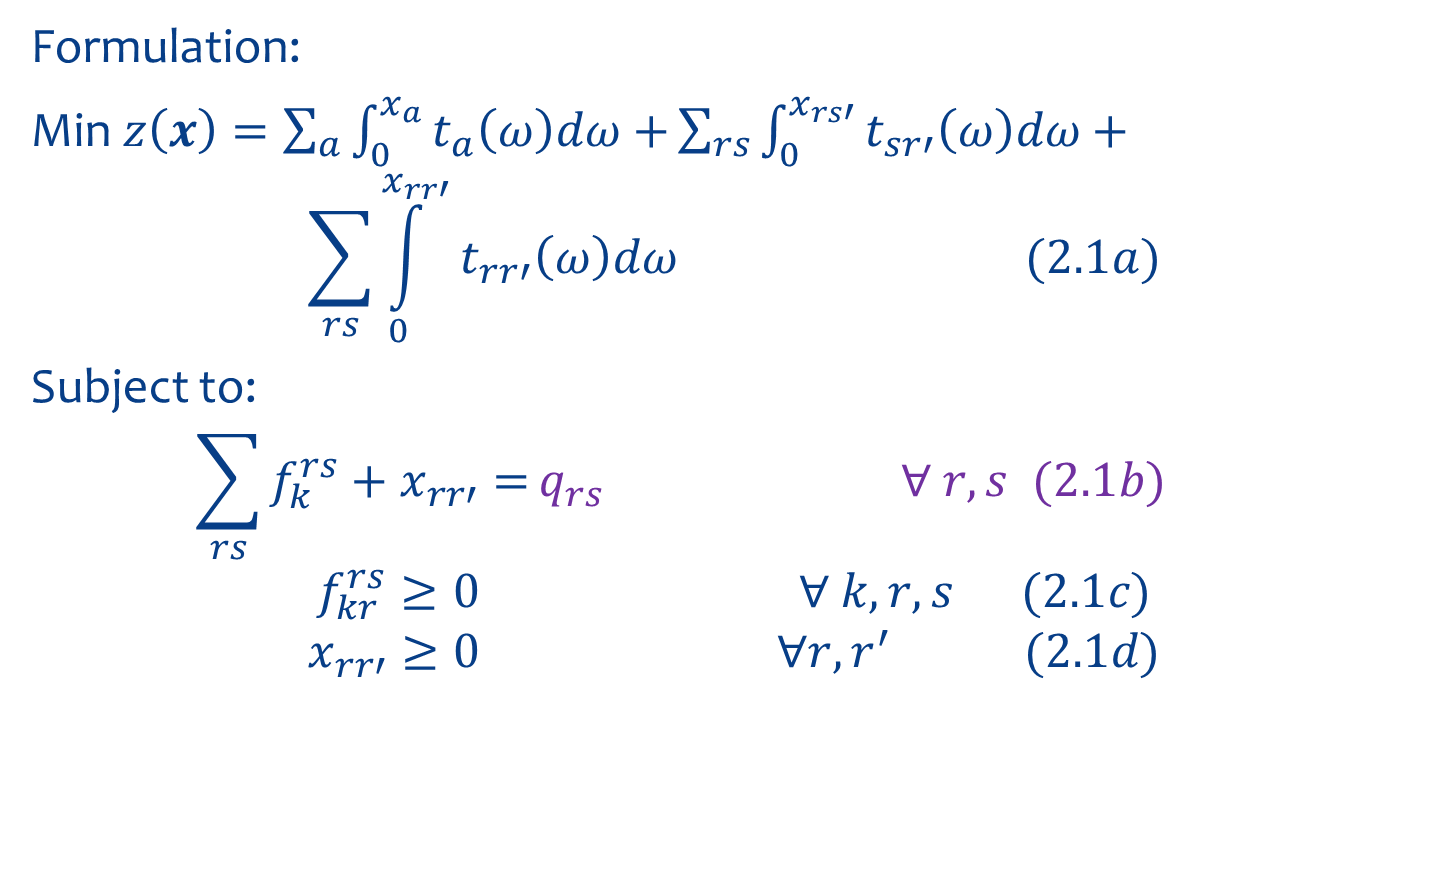 Formulation:
Min z(𝒙) = ∑_a ∫_0^{x_a} t_a(ω)dω + ∑_{rs} ∫_0^{x_{rs′}} t_{sr′}(ω)dω +
∑_{rs} ∫_0^{x_{rr′}} t_{rr′}(ω)dω (2.1a)
Subject to:
∑_{rs} f_k^{rs} + x_{rr′} = q_{rs} ∀ r, s (2.1b)
f_{kr}^{rs} ≥ 0 ∀ k, r, s (2.1c)
x_{rr′} ≥ 0 ∀r, r′ (2.1d)